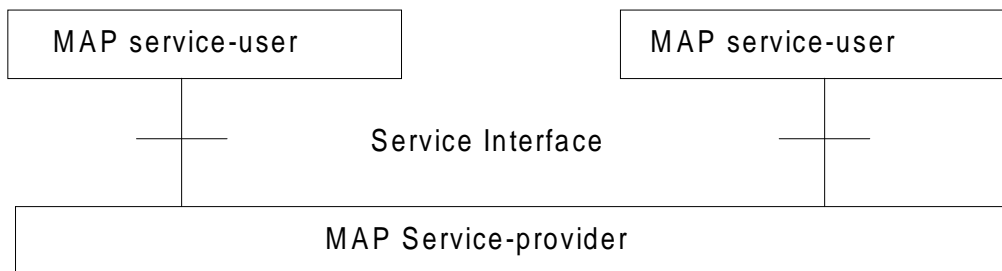 MAP service-user
MAP service-user
Service Interface
MAP Service-provider